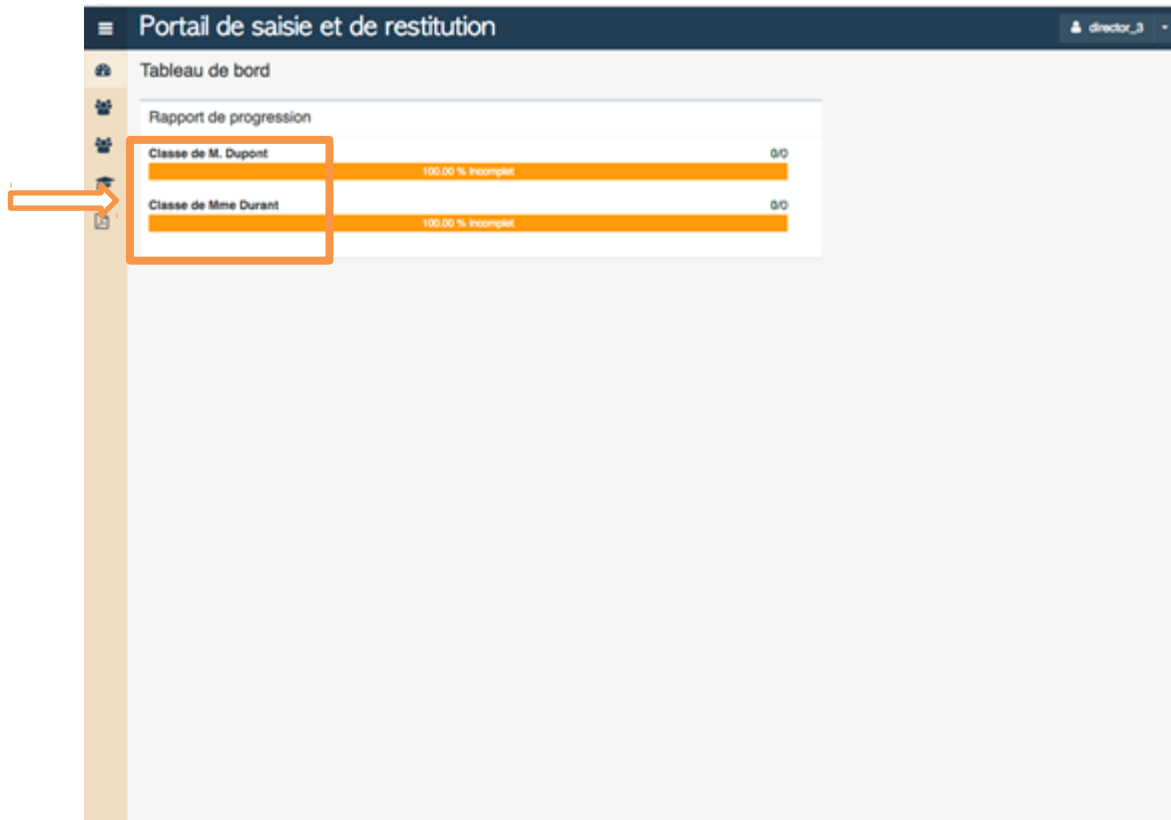 Portail de saisie et de restitution
director_3
Tableau de bord
Rapport de progression
Classe de M. Dupont 0/0
100.00 % Incomplet
Classe de Mme Durant 0/0
100.00 % Incomplet